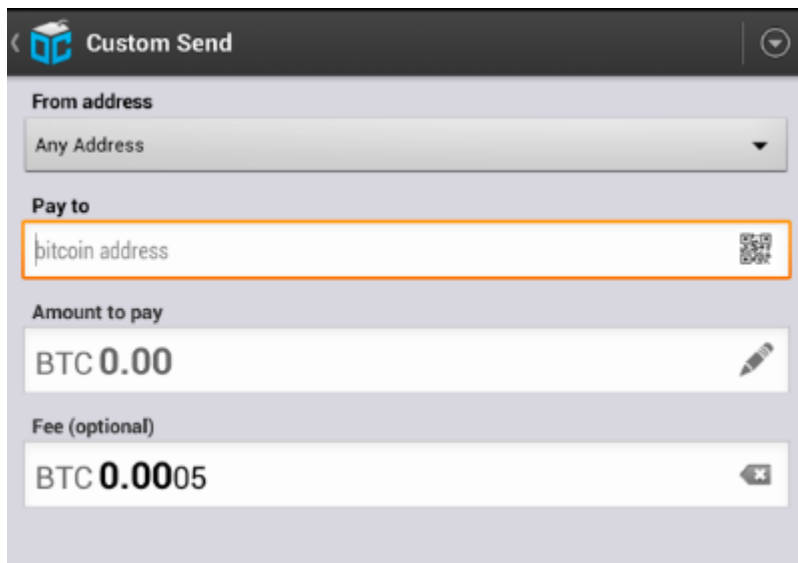 Custom Send
From address
Any Address
Pay to
bitcoin address
Amount to pay
BTC 0.00
Fee (optional)
BTC 0.0005